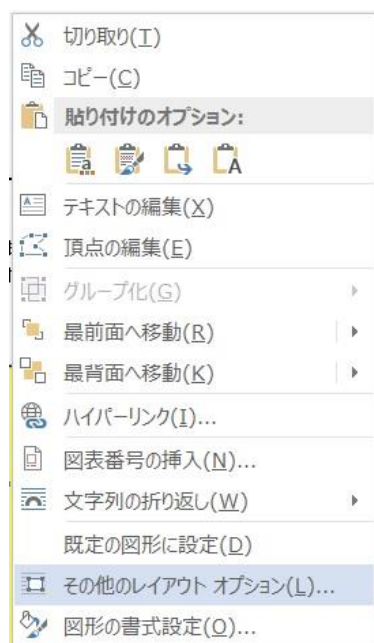 切り取り(T)
コピー(C)
貼り付けのオプション:
テキストの編集(X)
頂点の編集(E)
グループ化(G)
最前面へ移動(R)
最背面へ移動(K)
ハイパーリンク(I)...
図表番号の挿入(N)...
文字列の折り返し(W)
既定の図形に設定(D)
その他のレイアウト オプション(L)...
図形の書式設定(O)...